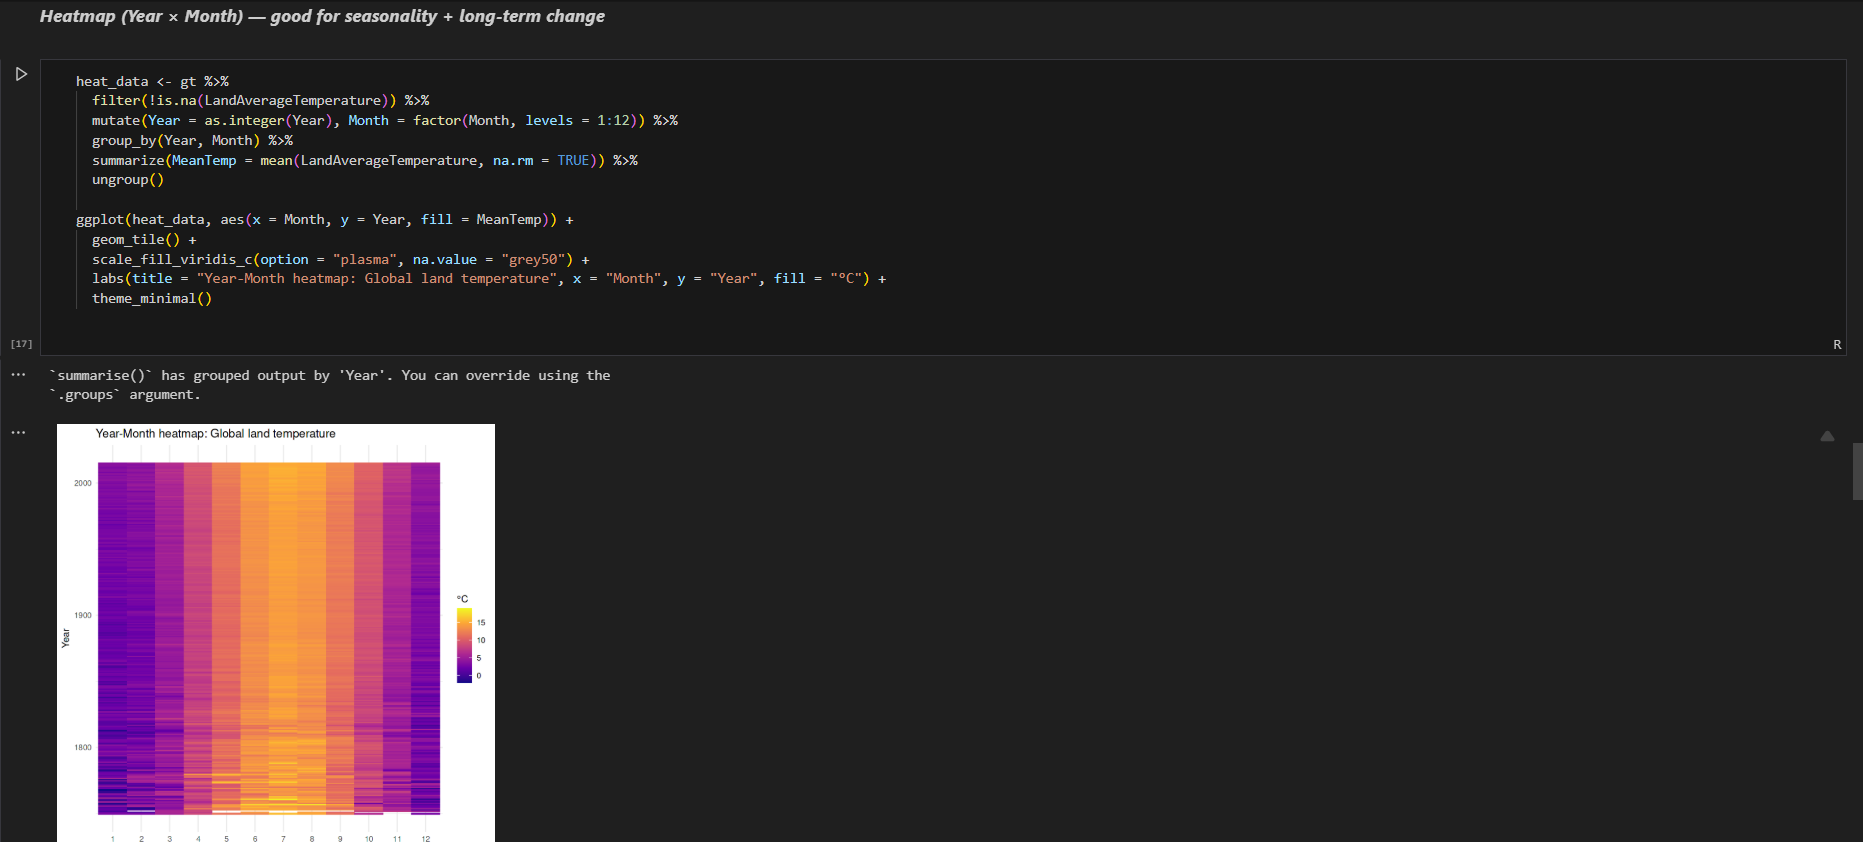 Heatmap (Year × Month) — good for seasonality + long-term change
heat_data <- gt %>%
  filter(!is.na(LandAverageTemperature)) %>%
  mutate(Year = as.integer(Year), Month = factor(Month, levels = 1:12)) %>%
  group_by(Year, Month) %>%
  summarize(MeanTemp = mean(LandAverageTemperature, na.rm = TRUE)) %>%
  ungroup()
ggplot(heat_data, aes(x = Month, y = Year, fill = MeanTemp)) +
  geom_tile() +
  scale_fill_viridis_c(option = "plasma", na.value = "grey50") +
  labs(title = "Year-Month heatmap: Global land temperature", x = "Month", y = "Year", fill = "°C") +
  theme_minimal()
[17]
R
`summarise()` has grouped output by 'Year'. You can override using the
`.groups` argument.
Year-Month heatmap: Global land temperature
2000
1900
1800
Year
°C
15
10
5
0
1 2 3 4 5 6 7 8 9 10 11 12